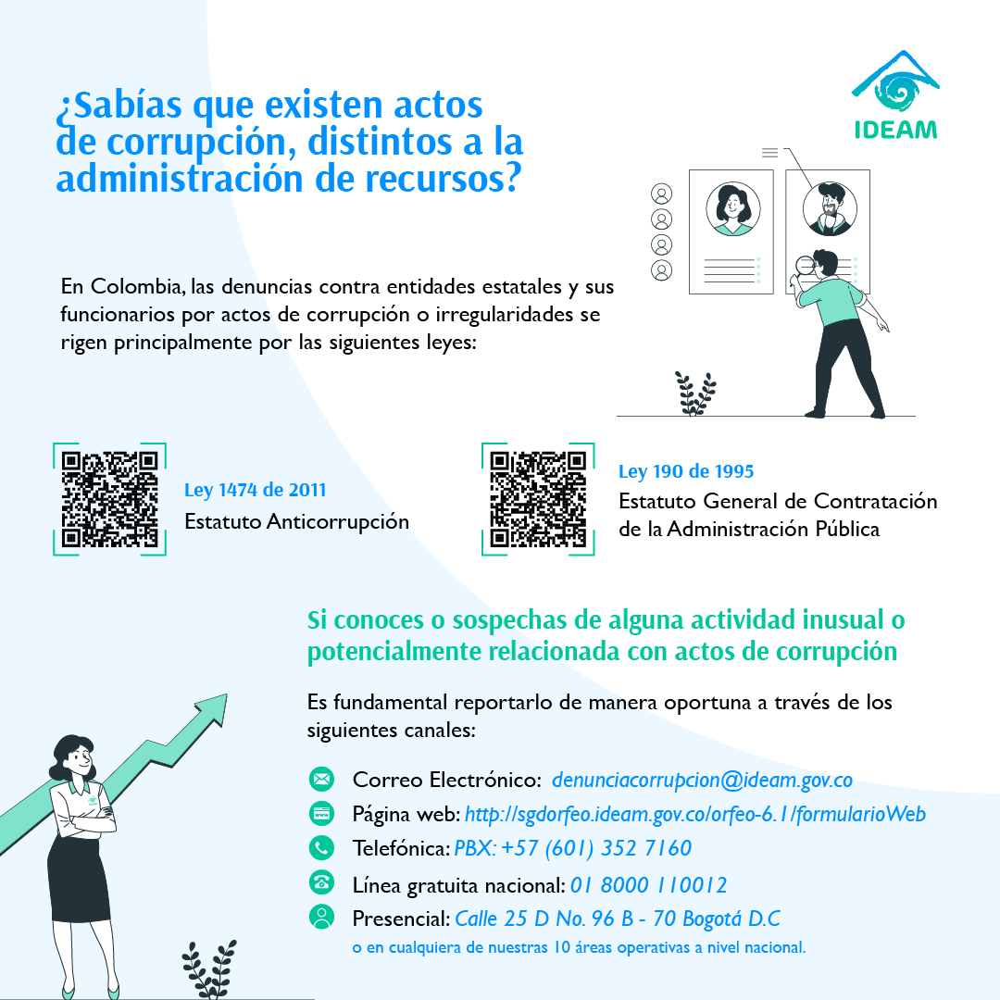 ¿Sabías que existen actos
de corrupción, distintos a la
administración de recursos?
IDEAM
En Colombia, las denuncias contra entidades estatales y sus
funcionarios por actos de corrupción o irregularidades se
rigen principalmente por las siguientes leyes:
Ley 1474 de 2011
Estatuto Anticorrupción
Ley 190 de 1995
Estatuto General de Contratación
de la Administración Pública
Si conoces o sospechas de alguna actividad inusual o
potencialmente relacionada con actos de corrupción
Es fundamental reportarlo de manera oportuna a través de los
siguientes canales:
Correo Electrónico: denunciacorrupcion@ideam.gov.co
Página web: http://sgdorfeo.ideam.gov.co/orfeo-6.1/formularioWeb
Telefónica: PBX: +57 (601) 352 7160
Línea gratuita nacional: 01 8000 110012
Presencial: Calle 25 D No. 96 B - 70 Bogotá D.C
o en cualquiera de nuestras 10 áreas operativas a nivel nacional.
IDEAM